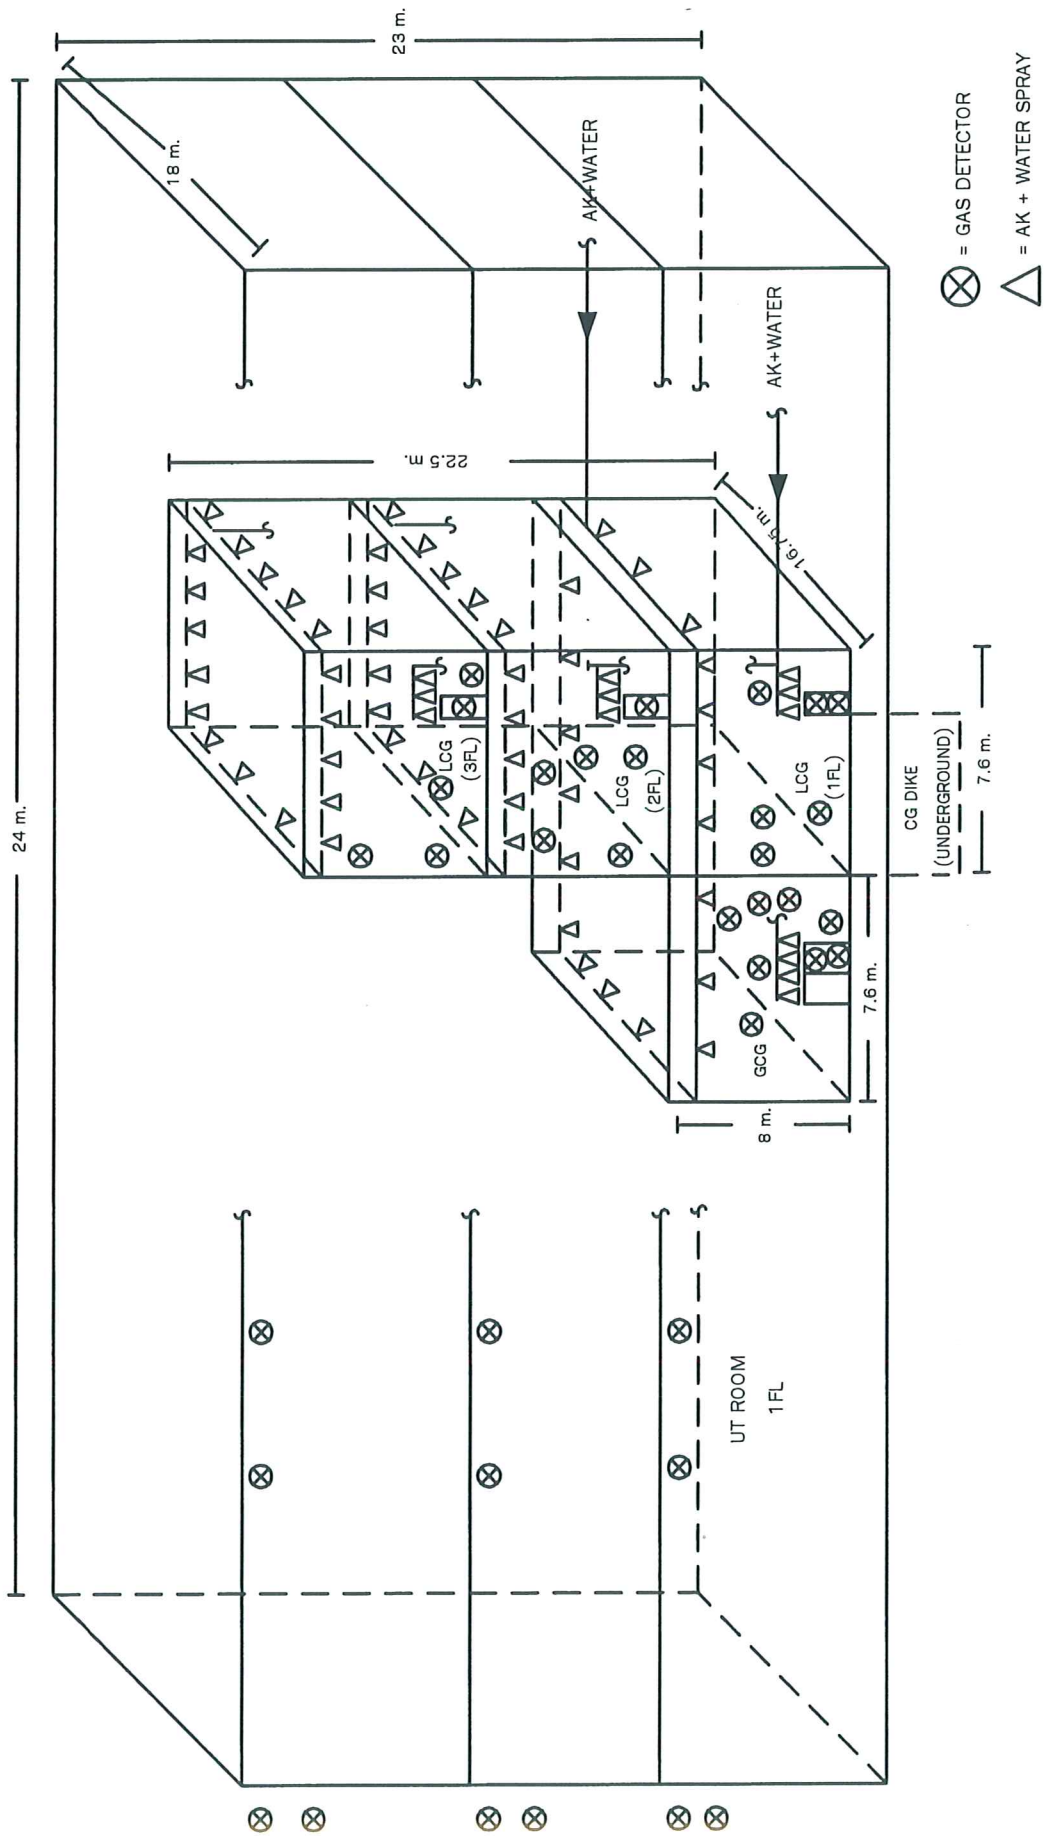 24 m.
23 m.
18 m.
AK+WATER
22.5 m.
AK+WATER
16.75 m.
LCG
(3FL)
LCG
(2FL)
LCG
(1FL)
GCG
CG DIKE
(UNDERGROUND)
7.6 m.
7.6 m.
8 m.
UT ROOM
1FL
= GAS DETECTOR
= AK + WATER SPRAY